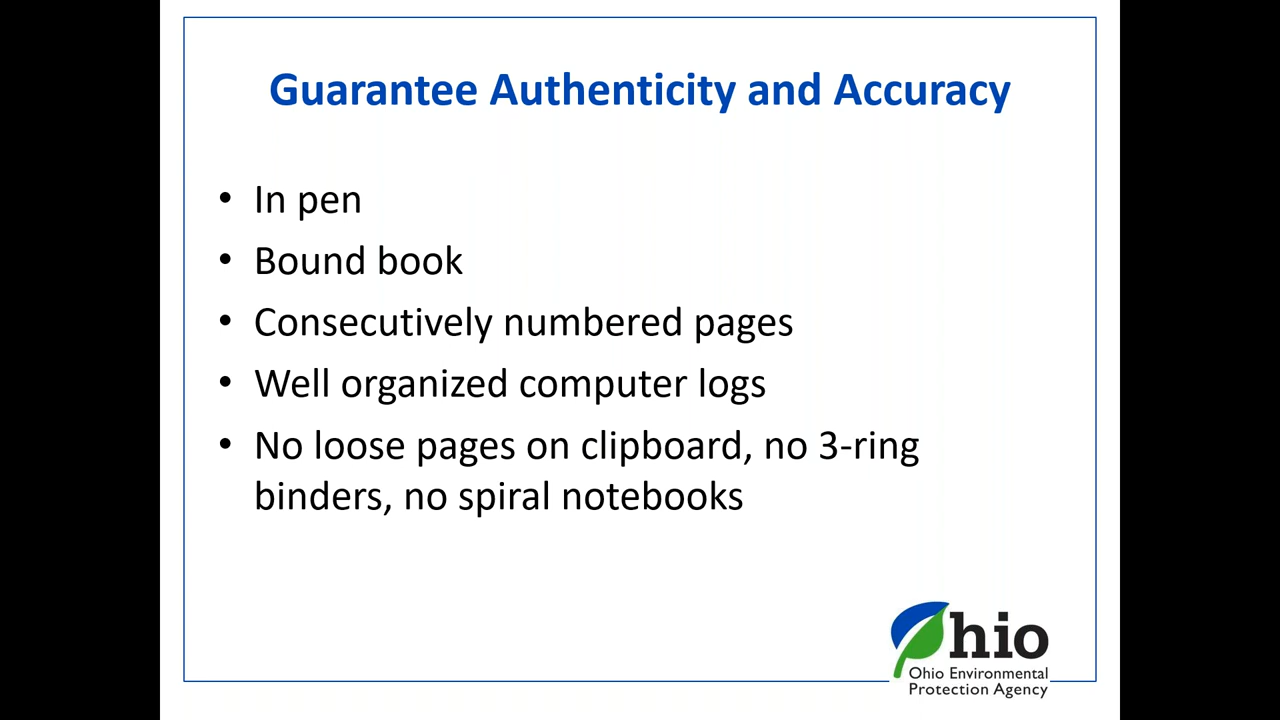 Guarantee Authenticity and Accuracy
• In pen
• Bound book
• Consecutively numbered pages
• Well organized computer logs
• No loose pages on clipboard, no 3-ring
binders, no spiral notebooks
Ohio
Ohio Environmental
Protection Agency